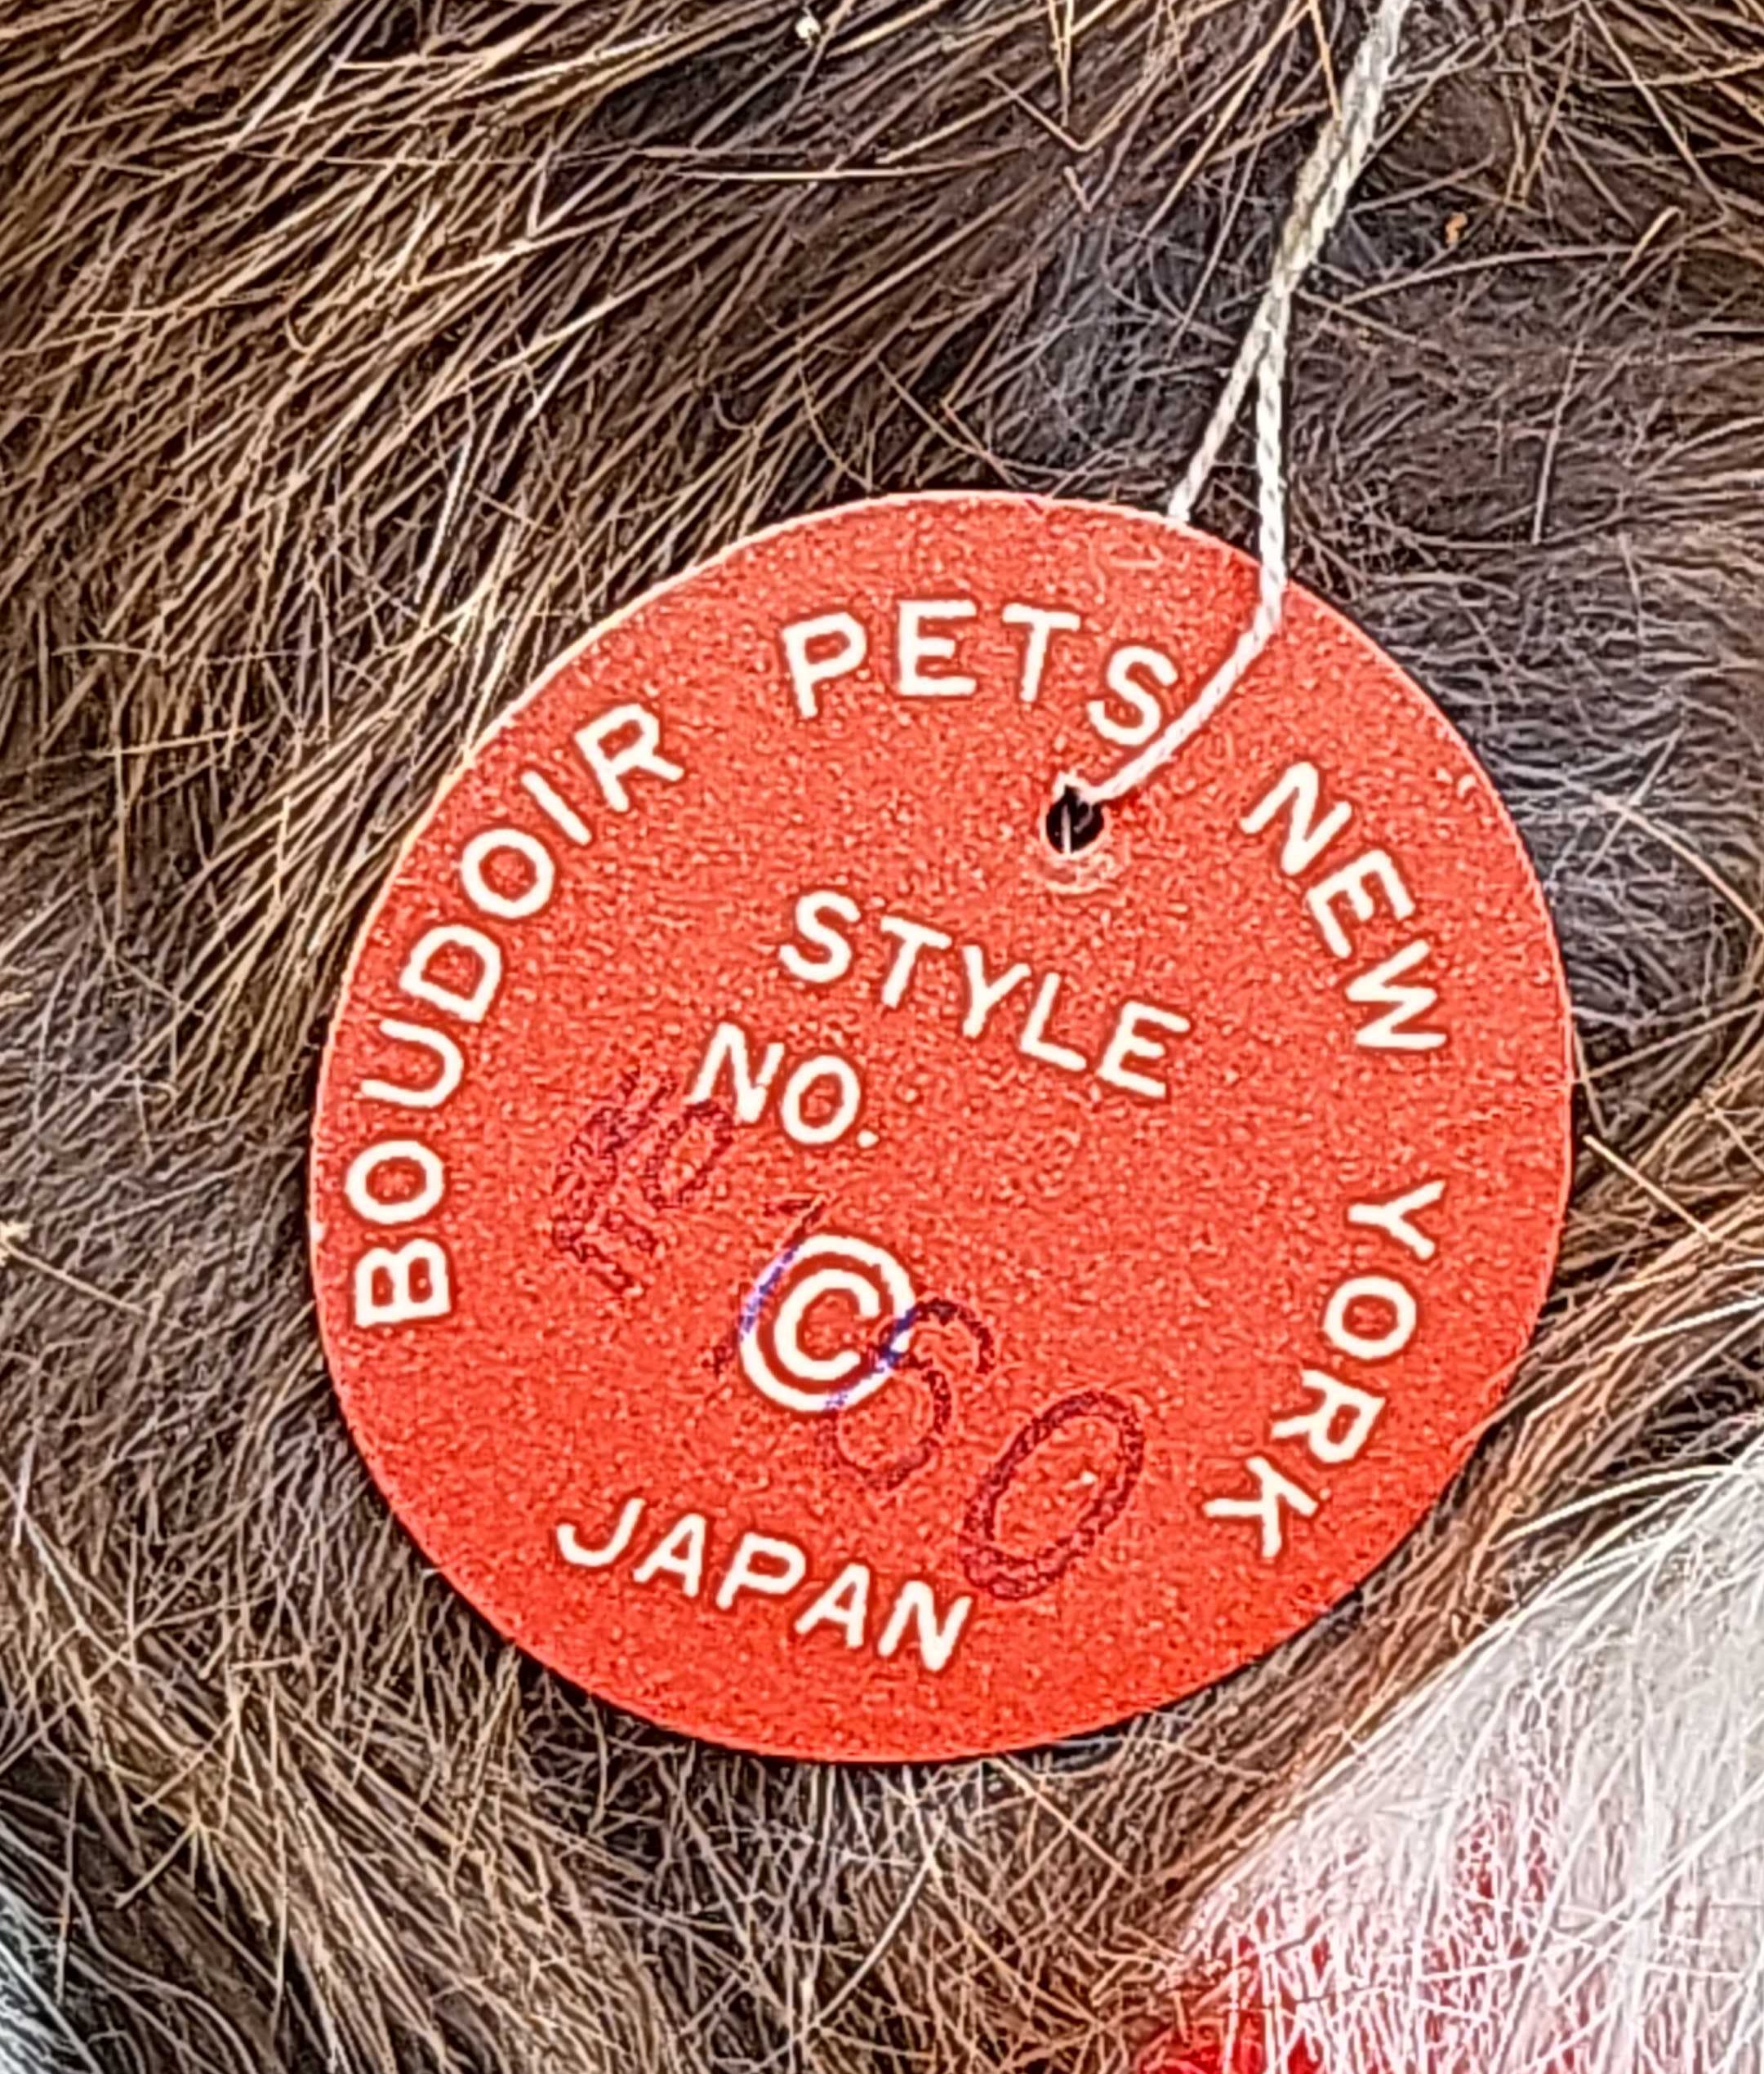 BOUDOIR PETS NEW YORK
STYLE
NO.
©
JAPAN